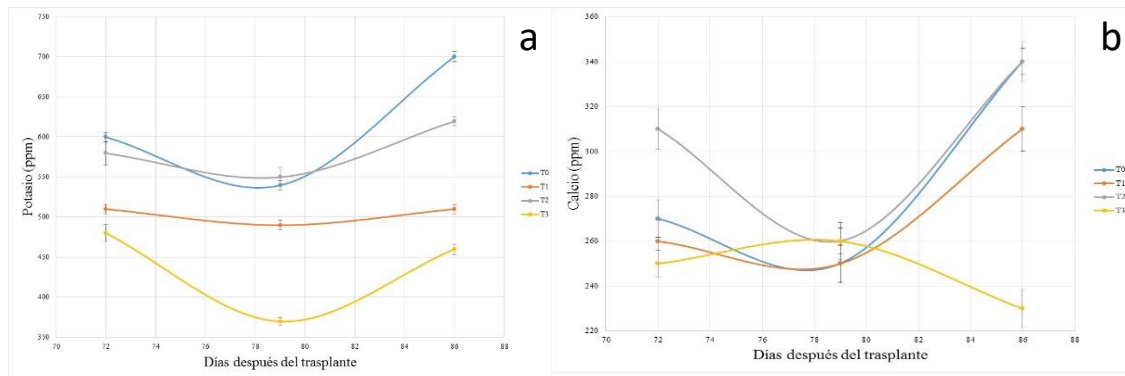 a
750
700
650
600
550
500
450
400
350
Potasio (ppm)
70 72 74 76 78 80 82 84 86 88
Días después del trasplante
T0
T1
T2
T3
b
360
340
320
300
280
260
240
220
Calcio (ppm)
70 72 74 76 78 80 82 84 86 88
Días después del trasplante
T0
T1
T2
T3